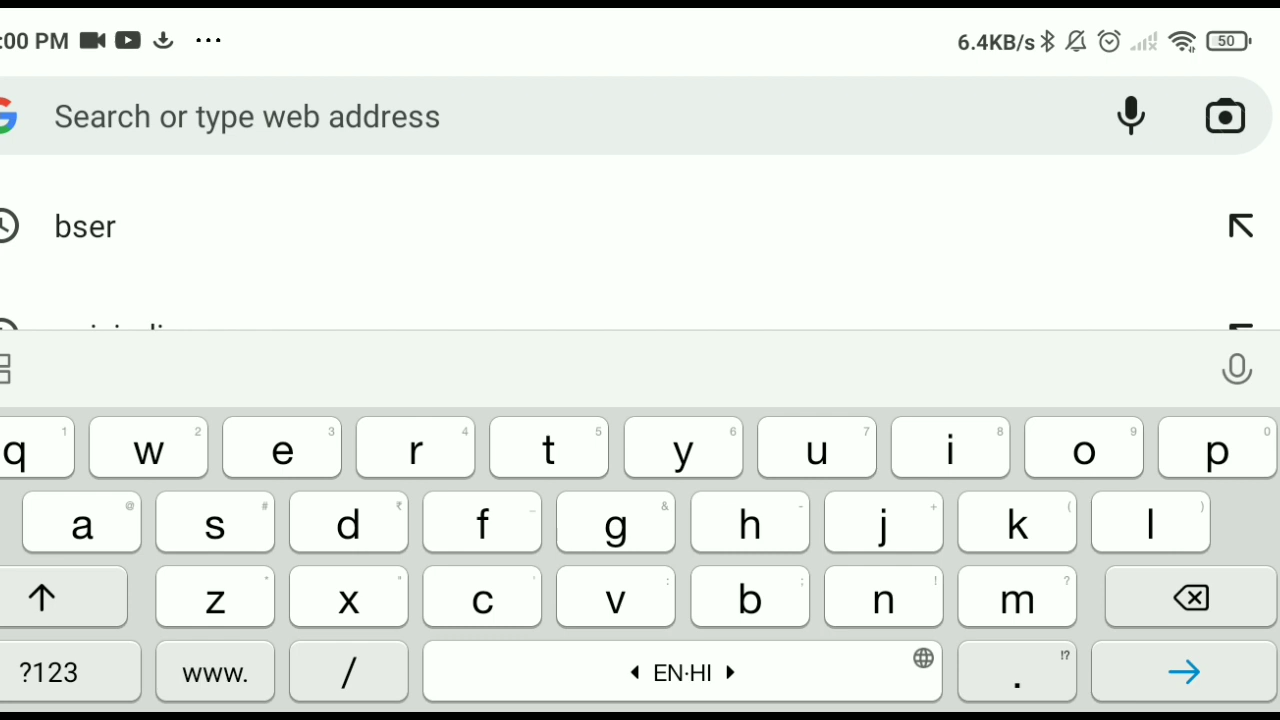 :00 PM ... 6.4KB/s 50
Search or type web address
bser
q 1 w 2 e 3 r 4 t 5 y 6 u 7 i 8 o 9 p 0
a @ s # d ₹ f _ g & h - j + k ( l )
z * x " c ' v : b ; n ! m ?
?123 www. / EN·HI . !?